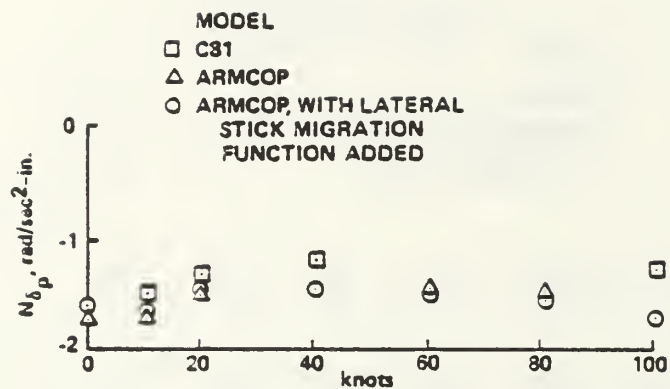 MODEL
C81
ARMCOP
ARMCOP, WITH LATERAL
STICK MIGRATION
FUNCTION ADDED
0
-1
-2
Nδp, rad/sec²-in.
0 20 40 60 80 100
knots